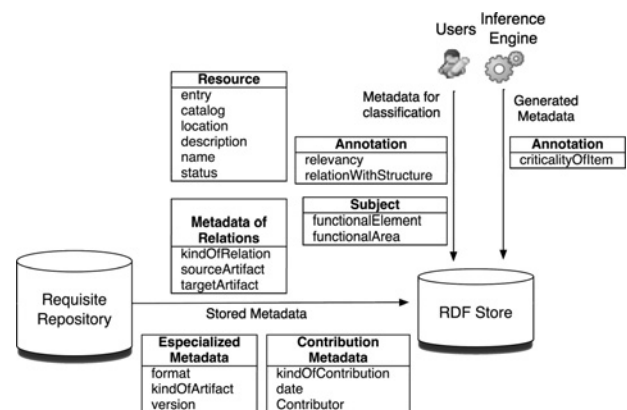 Users
Inference
Engine
Metadata for
classification
Generated
Metadata
Resource
entry
catalog
location
description
name
status
Annotation
relevancy
relationWithStructure
Annotation
criticalityOfItem
Subject
functionalElement
functionalArea
Metadata of
Relations
kindOfRelation
sourceArtifact
targetArtifact
Requisite
Repository
Stored Metadata
RDF Store
Especialized
Metadata
format
kindOfArtifact
version
Contribution
Metadata
kindOfContribution
date
Contributor